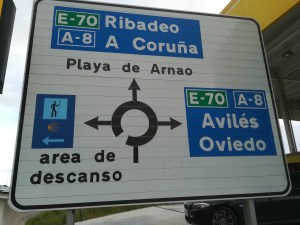 E-70 Ribadeo
A-8 A Coruña
Playa de Arnao
E-70 A-8
Avilés
Oviedo
area de
descanso